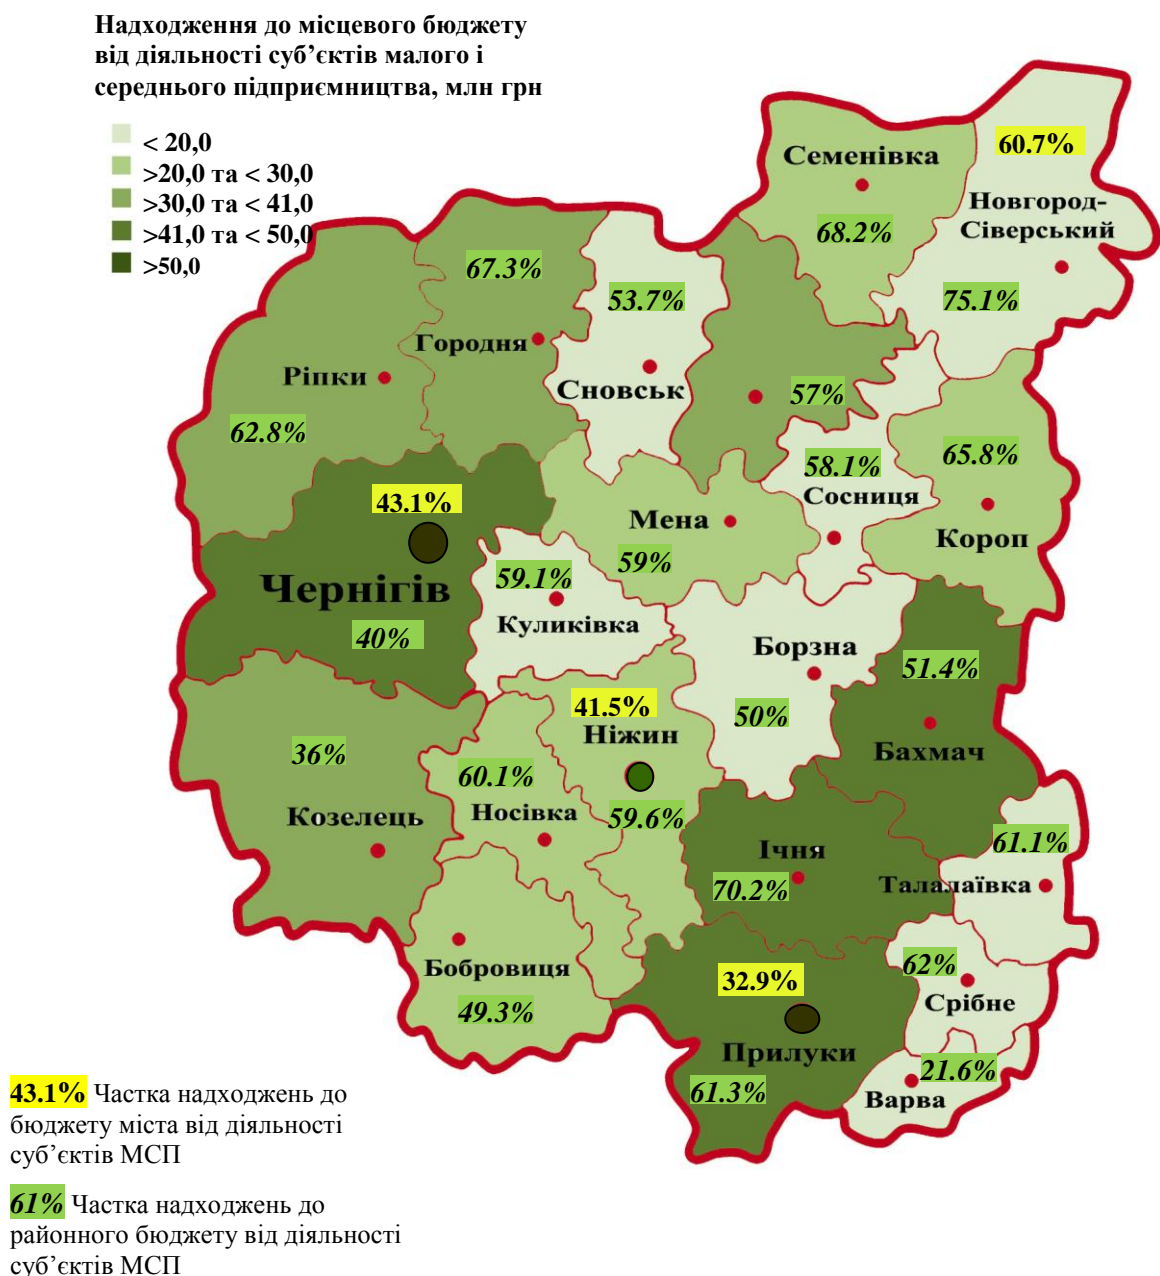 Надходження до місцевого бюджету
від діяльності суб’єктів малого і
середнього підприємництва, млн грн
< 20,0
>20,0 та < 30,0
>30,0 та < 41,0
>41,0 та < 50,0
>50,0
60.7%
Семенівка
Новгород-
Сіверський
68.2%
67.3%
53.7%
75.1%
Городня
Ріпки
Сновськ
57%
62.8%
65.8%
58.1%
Сосниця
43.1%
Мена
Короп
59%
59.1%
Чернігів
Куликівка
40%
Борзна
51.4%
41.5%
50%
Ніжин
36%
Бахмач
60.1%
Носівка
59.6%
Козелець
61.1%
Ічня
70.2%
Талалаївка
Бобровиця
62%
32.9%
Срібне
49.3%
Прилуки
21.6%
61.3%
Варва
43.1% Частка надходжень до
бюджету міста від діяльності
суб’єктів МСП
61% Частка надходжень до
районного бюджету від діяльності
суб’єктів МСП